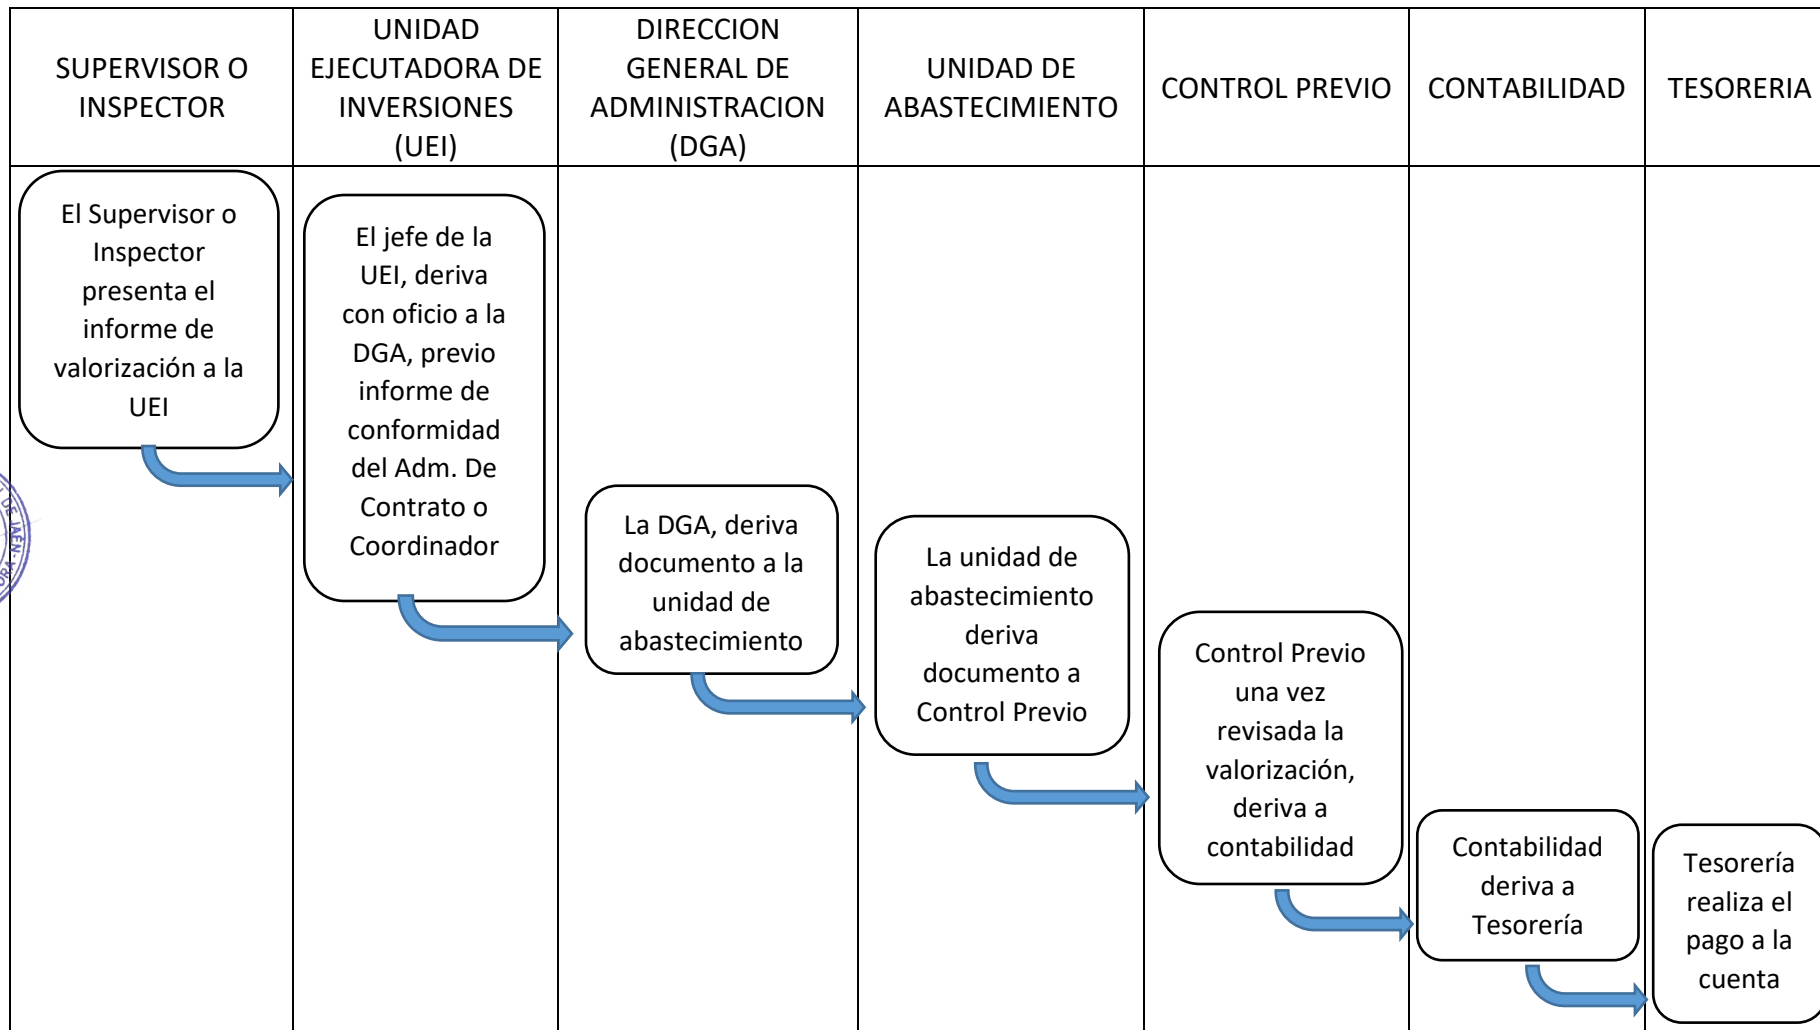 SUPERVISOR O
INSPECTOR
UNIDAD
EJECUTADORA DE
INVERSIONES
(UEI)
DIRECCION
GENERAL DE
ADMINISTRACION
(DGA)
UNIDAD DE
ABASTECIMIENTO
CONTROL PREVIO
CONTABILIDAD
TESORERIA
El Supervisor o
Inspector
presenta el
informe de
valorización a la
UEI
El jefe de la
UEI, deriva
con oficio a la
DGA, previo
informe de
conformidad
del Adm. De
Contrato o
Coordinador
La DGA, deriva
documento a la
unidad de
abastecimiento
La unidad de
abastecimiento
deriva
documento a
Control Previo
Control Previo
una vez
revisada la
valorización,
deriva a
contabilidad
Contabilidad
deriva a
Tesorería
Tesorería
realiza el
pago a la
cuenta
DE JAÉN